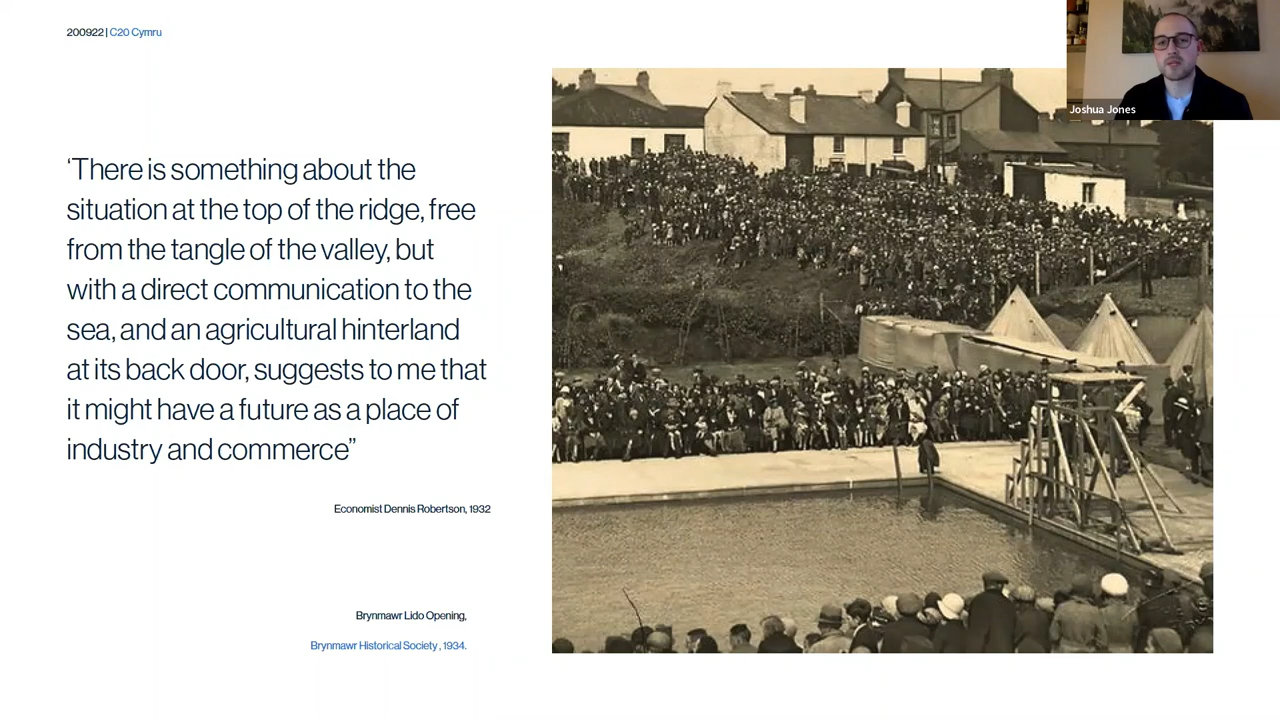 200922 | C20 Cymru
Joshua Jones
‘There is something about the
situation at the top of the ridge, free
from the tangle of the valley, but
with a direct communication to the
sea, and an agricultural hinterland
at its back door, suggests to me that
it might have a future as a place of
industry and commerce”
Economist Dennis Robertson, 1932
Brynmawr Lido Opening,
Brynmawr Historical Society , 1934.